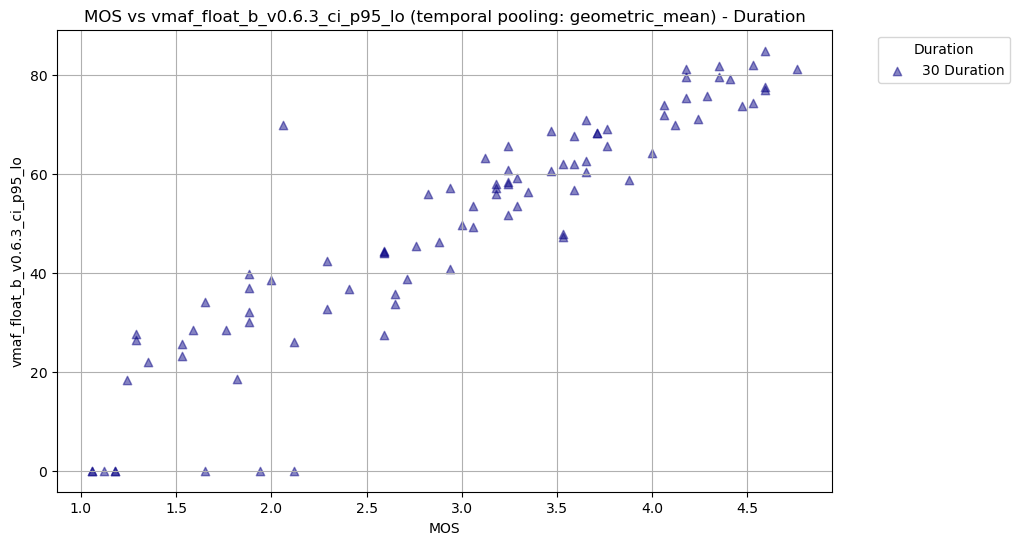 MOS vs vmaf_float_b_v0.6.3_ci_p95_lo (temporal pooling: geometric_mean) - Duration
Duration
30 Duration
vmaf_float_b_v0.6.3_ci_p95_lo
80
60
40
20
0
1.0 1.5 2.0 2.5 3.0 3.5 4.0 4.5
MOS